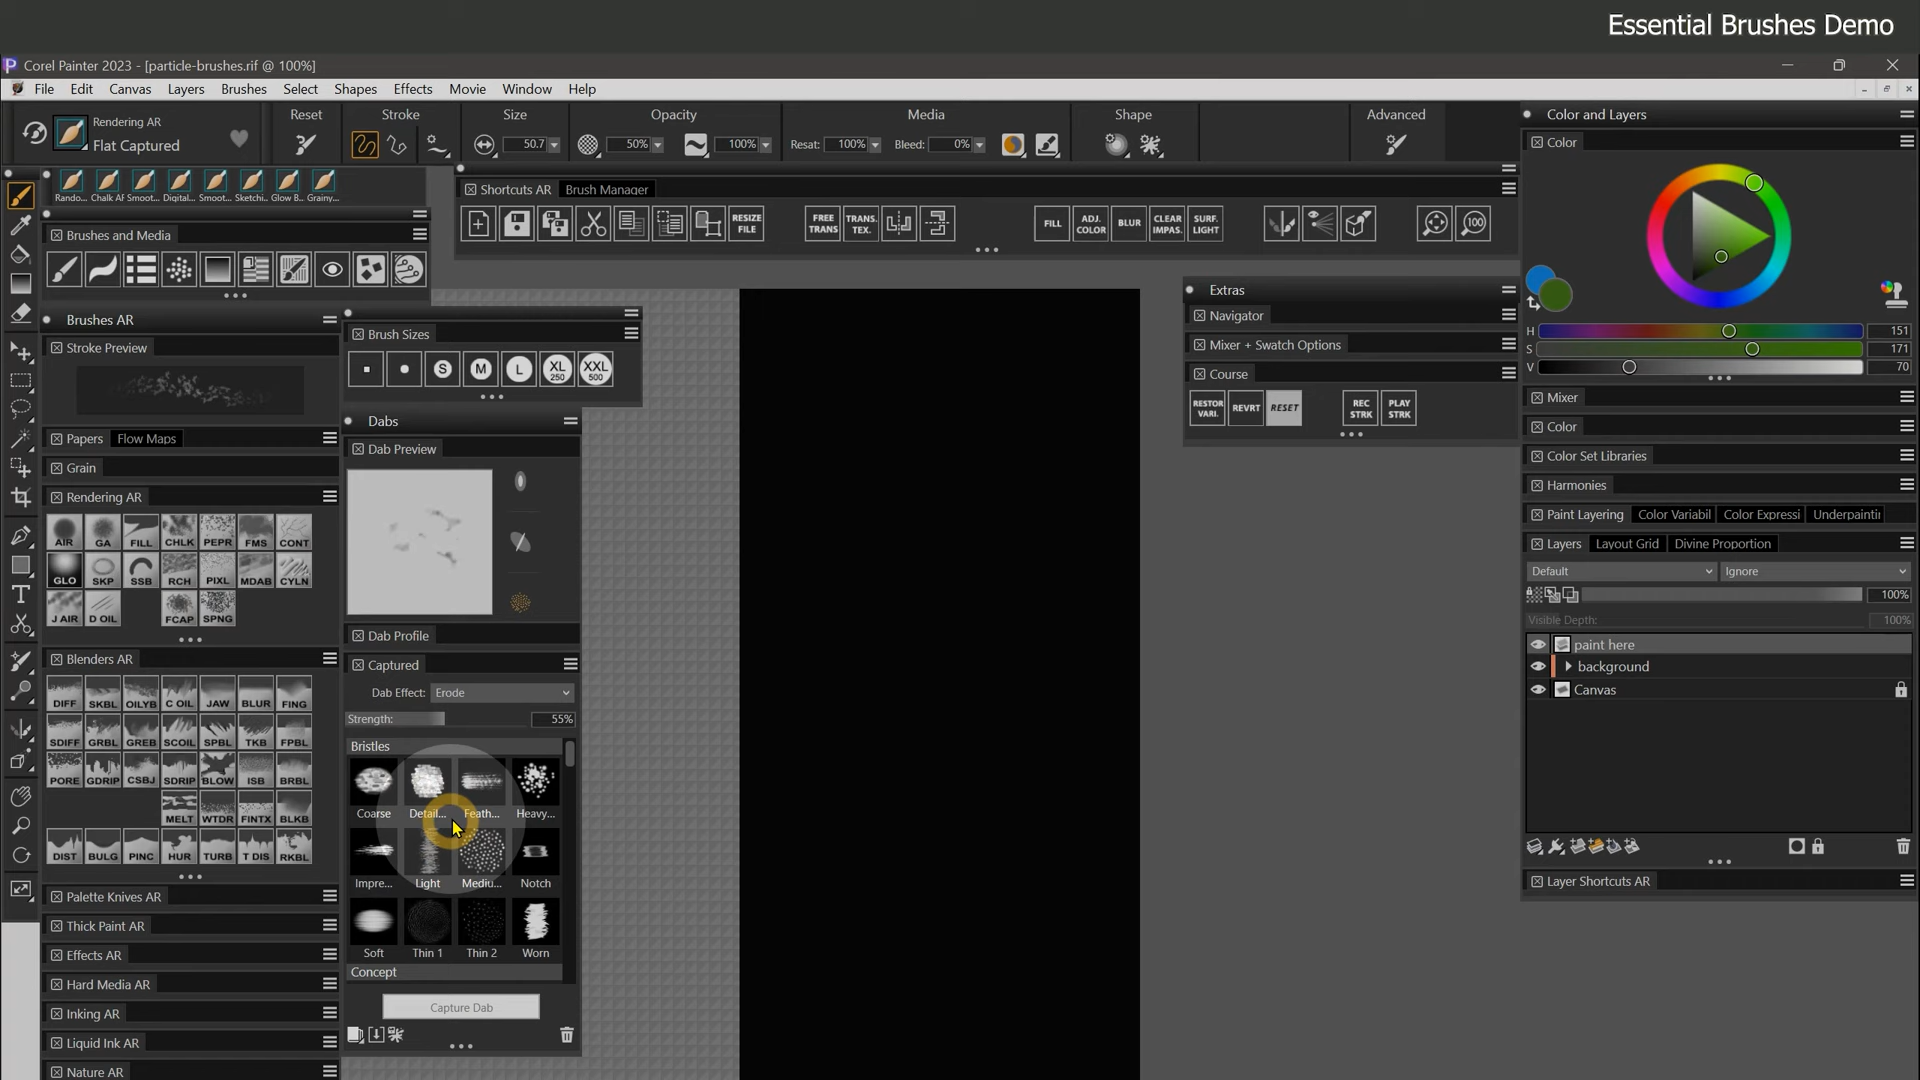 Essential Brushes Demo
Corel Painter 2023 - [particle-brushes.rif @ 100%]
File Edit Canvas Layers Brushes Select Shapes Effects Movie Window Help
Rendering AR
Flat Captured
Reset Stroke Size Opacity Media Shape Advanced
50.7 50% 100% Resat: 100% Bleed: 0%
Rando... Chalk AF Smoot... Digital... Smoot... Sketchi... Glow B... Grainy...
Shortcuts AR Brush Manager
RESIZE FILE FREE TRANS TRANS. TEX. FILL ADJ. COLOR BLUR CLEAR IMPAS. SURF. LIGHT 100
Brushes and Media
Brushes AR
Stroke Preview
Papers Flow Maps
Grain
Rendering AR
AIR GA FILL CHLK PEPR FMS CONT
GLO SKP SSB RCH PIXL MDAB CYLN
J AIR D OIL FCAP SPNG
Blenders AR
DIFF SKBL OILYB C OIL JAW BLUR FING
SDIFF GRBL GREB SCOIL SPBL TKB FPBL
PORE GDRIP CSBJ SDRIP BLOW ISB BRBL
MELT WTDR FINTX BLKB
DIST BULG PINC HUR TURB T DIS RKBL
Palette Knives AR
Thick Paint AR
Effects AR
Hard Media AR
Inking AR
Liquid Ink AR
Nature AR
Brush Sizes
S M L XL 250 XXL 500
Dabs
Dab Preview
Dab Profile
Captured
Dab Effect: Erode
Strength: 55%
Bristles
Coarse Detail... Feath... Heavy...
Impre... Light Mediu... Notch
Soft Thin 1 Thin 2 Worn
Concept
Capture Dab
Extras
Navigator
Mixer + Swatch Options
Course
RESTOR VARI. REVRT RESET REC STRK PLAY STRK
Color and Layers
Color
H 151
S 171
V 70
Mixer
Color
Color Set Libraries
Harmonies
Paint Layering Color Variabil Color Expressi Underpaintir
Layers Layout Grid Divine Proportion
Default Ignore
100%
Visible Depth: 100%
paint here
background
Canvas
Layer Shortcuts AR